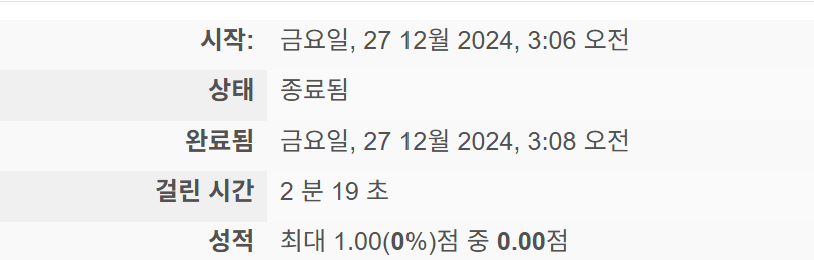 시작: 금요일, 27 12월 2024, 3:06 오전
상태 종료됨
완료됨 금요일, 27 12월 2024, 3:08 오전
걸린 시간 2 분 19 초
성적 최대 1.00(0%)점 중 0.00점